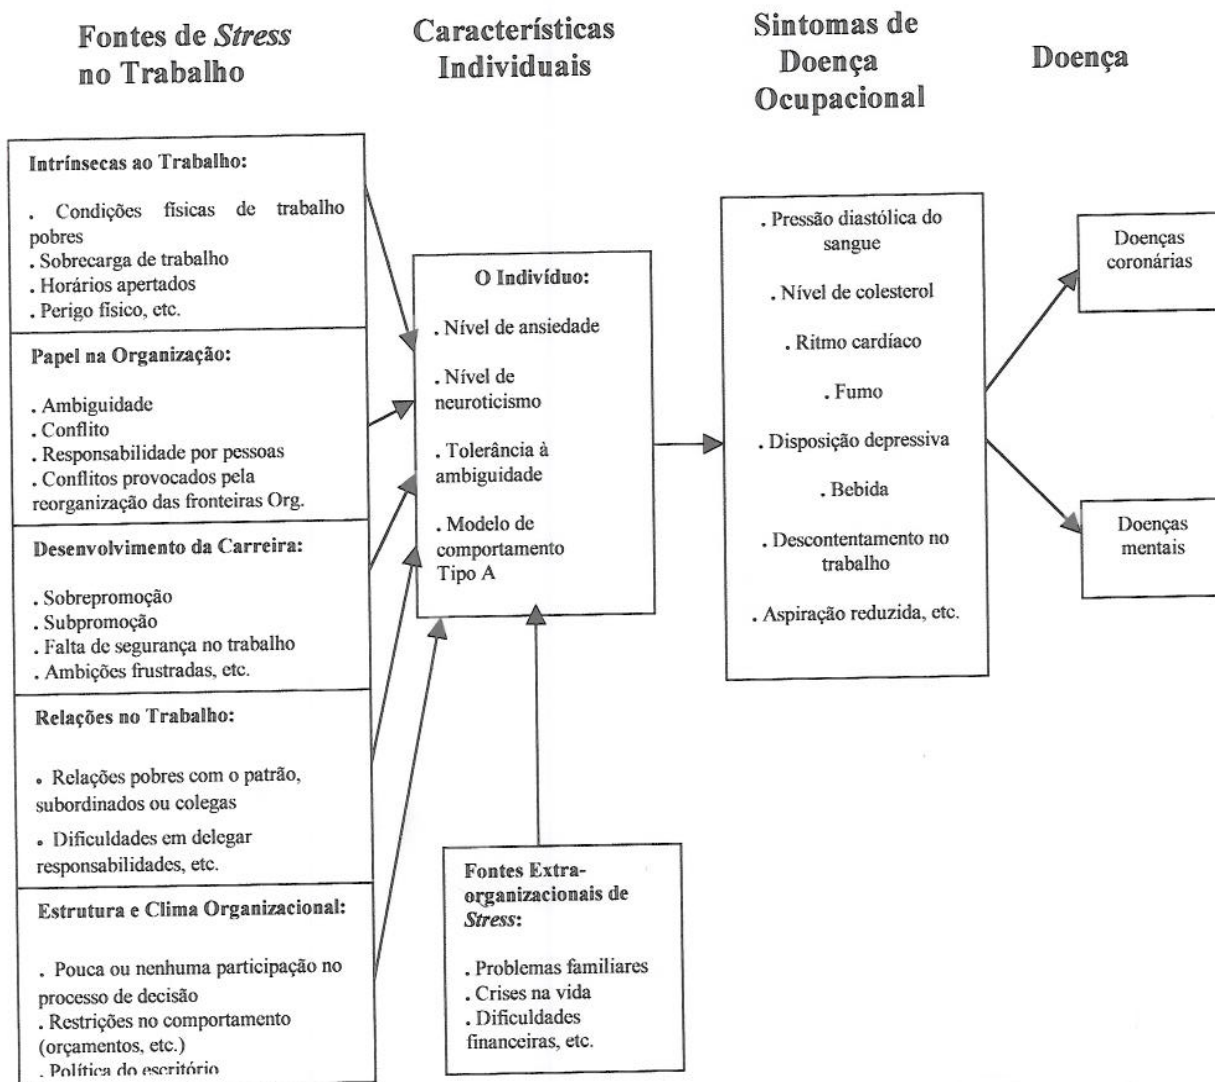 Fontes de Stress
no Trabalho
Características
Individuais
Sintomas de
Doença
Ocupacional
Doença
Intrínsecas ao Trabalho:
. Condições físicas de trabalho
pobres
. Sobrecarga de trabalho
. Horários apertados
. Perigo físico, etc.
Papel na Organização:
. Ambiguidade
. Conflito
. Responsabilidade por pessoas
. Conflitos provocados pela
reorganização das fronteiras Org.
Desenvolvimento da Carreira:
. Sobrepromoção
. Subpromoção
. Falta de segurança no trabalho
. Ambições frustradas, etc.
Relações no Trabalho:
. Relações pobres com o patrão,
subordinados ou colegas
. Dificuldades em delegar
responsabilidades, etc.
Estrutura e Clima Organizacional:
. Pouca ou nenhuma participação no
processo de decisão
. Restrições no comportamento
(orçamentos, etc.)
. Política do escritório
O Indivíduo:
. Nível de ansiedade
. Nível de
neuroticismo
. Tolerância à
ambiguidade
. Modelo de
comportamento
Tipo A
Fontes Extra-
organizacionais de
Stress:
. Problemas familiares
. Crises na vida
. Dificuldades
financeiras, etc.
. Pressão diastólica do
sangue
. Nível de colesterol
. Ritmo cardíaco
. Fumo
. Disposição depressiva
. Bebida
. Descontentamento no
trabalho
. Aspiração reduzida, etc.
Doenças
coronárias
Doenças
mentais